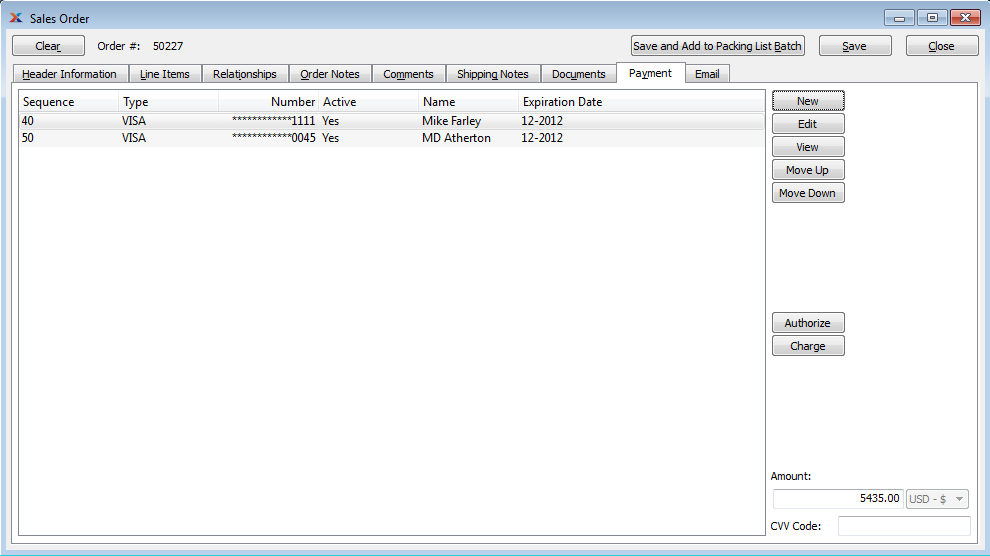 Sales Order
Clear Order #: 50227 Save and Add to Packing List Batch Save Close
Header Information Line Items Relationships Order Notes Comments Shipping Notes Documents Payment Email
Sequence Type Number Active Name Expiration Date
40 VISA ************1111 Yes Mike Farley 12-2012
50 VISA ************0045 Yes MD Atherton 12-2012
New
Edit
View
Move Up
Move Down
Authorize
Charge
Amount:
5435.00 USD - $
CVV Code: